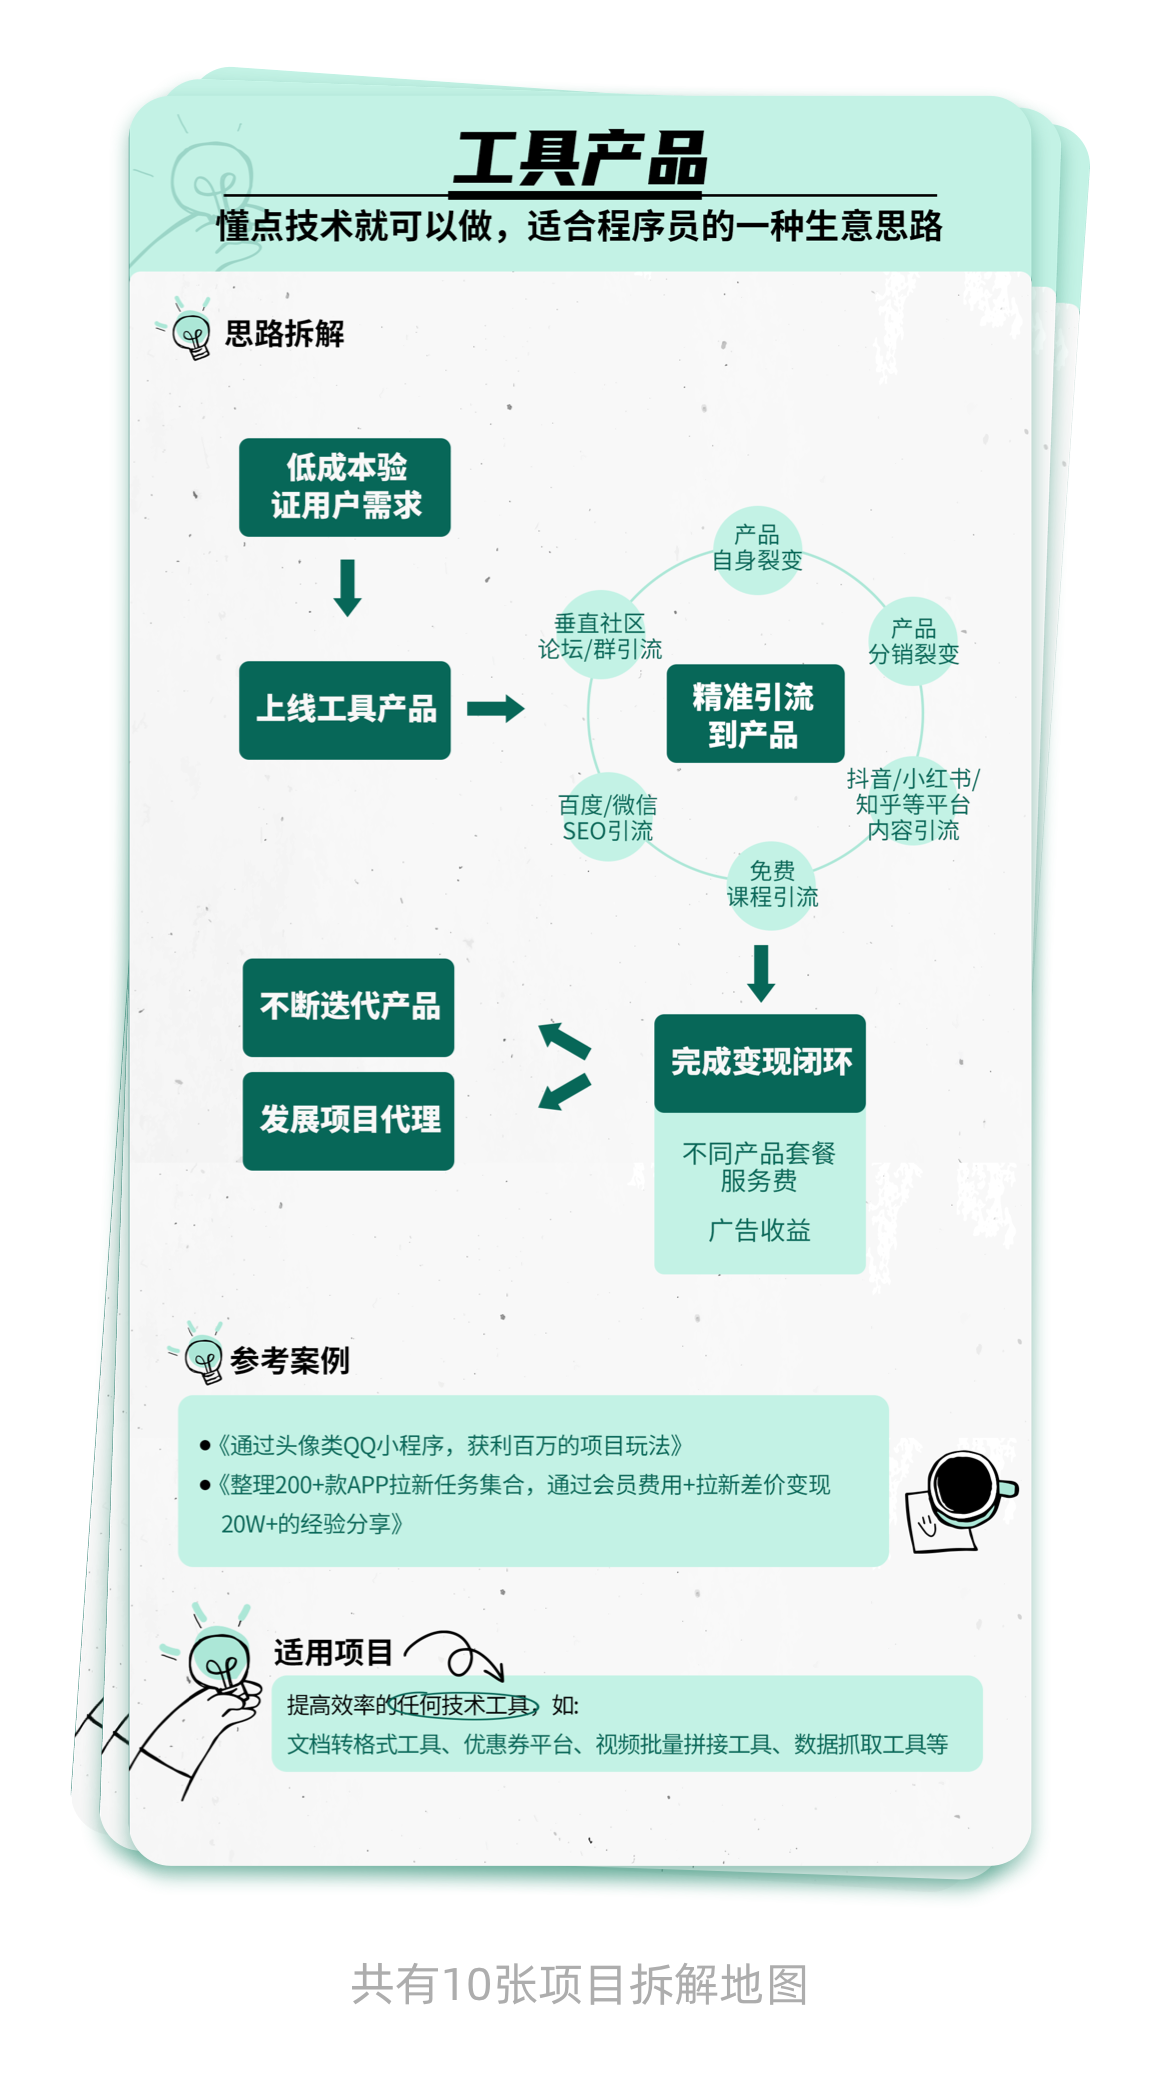 工具产品
懂点技术就可以做，适合程序员的一种生意思路
思路拆解
低成本验
证用户需求
上线工具产品
产品
自身裂变
垂直社区
论坛/群引流
产品
分销裂变
精准引流
到产品
百度/微信
SEO引流
抖音/小红书/
知乎等平台
内容引流
免费
课程引流
不断迭代产品
发展项目代理
完成变现闭环
不同产品套餐
服务费
广告收益
参考案例
●《通过头像类QQ小程序，获利百万的项目玩法》
●《整理200+款APP拉新任务集合，通过会员费用+拉新差价变现
20W+的经验分享》
适用项目
提高效率的任何技术工具，如:
文档转格式工具、优惠券平台、视频批量拼接工具、数据抓取工具等
共有10张项目拆解地图